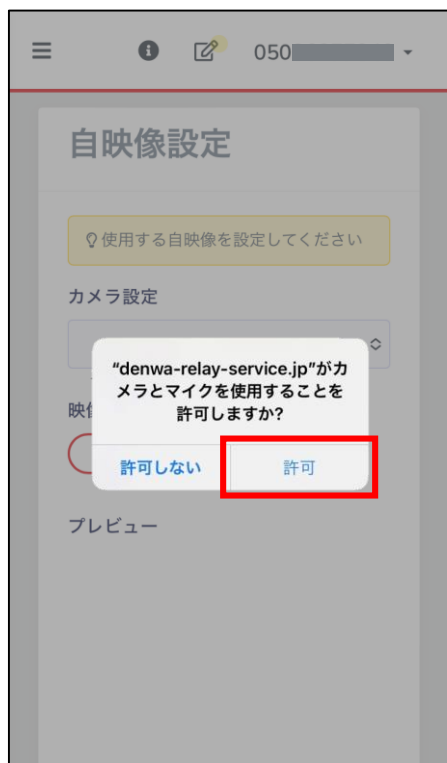 050
自映像設定
使用する自映像を設定してください
カメラ設定
“denwa-relay-service.jp”がカ
メラとマイクを使用することを
許可しますか?
映
許可しない
許可
プレビュー